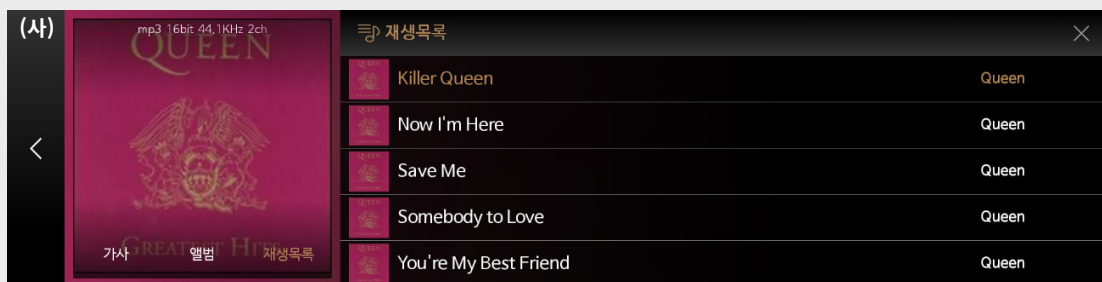 (사)
mp3 16bit 44.1KHz 2ch
QUEEN
GREATEST HITS
가사 앨범 재생목록
재생목록
Killer Queen Queen
Now I'm Here Queen
Save Me Queen
Somebody to Love Queen
You're My Best Friend Queen